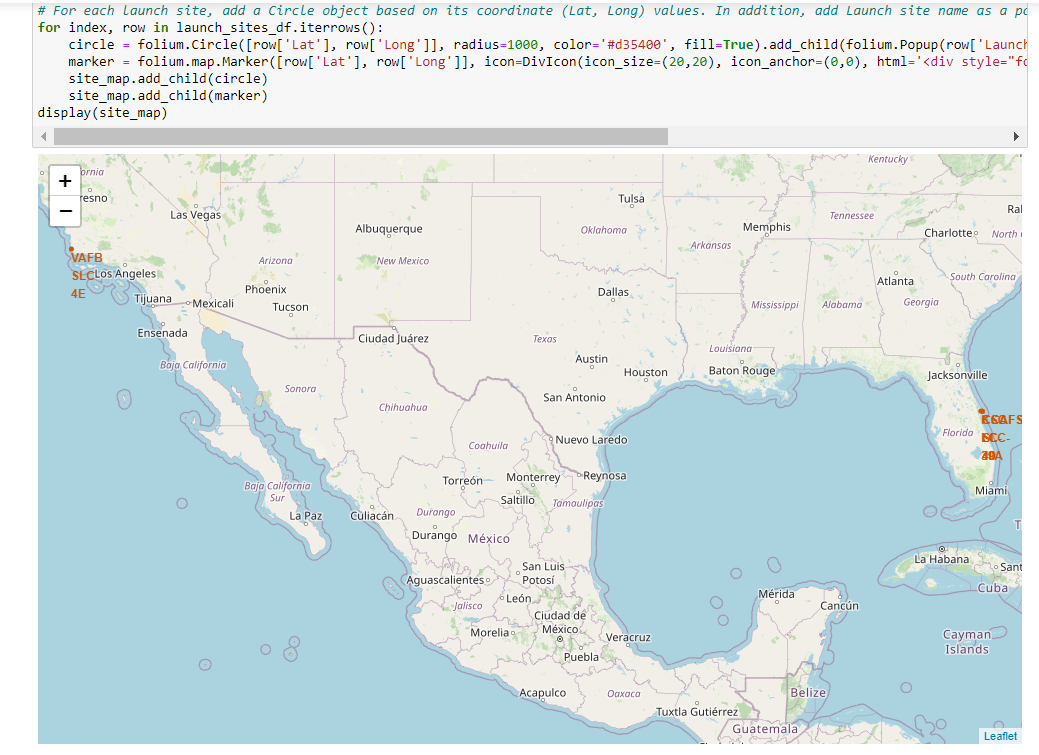 # For each launch site, add a Circle object based on its coordinate (Lat, Long) values. In addition, add Launch site name as a po
for index, row in launch_sites_df.iterrows():
circle = folium.Circle([row['Lat'], row['Long']], radius=1000, color='#d35400', fill=True).add_child(folium.Popup(row['Launch
marker = folium.map.Marker([row['Lat'], row['Long']], icon=DivIcon(icon_size=(20,20), icon_anchor=(0,0), html='<div style="fo
site_map.add_child(circle)
site_map.add_child(marker)
display(site_map)
+
−
ornia
Kentucky
resno
Tulsa
Las Vegas
Ra
Albuquerque
Oklahoma
Memphis
Tennessee
Charlotte
North
Arkansas
VAFB
SLC
4E
Los Angeles
Arizona
New Mexico
Atlanta
South Carolina
Phoenix
Dallas
Tijuana
Mexicali
Tucson
Mississippi
Alabama
Georgia
Ensenada
Ciudad Juárez
Texas
Louisiana
Baja California
Austin
Houston
Baton Rouge
Jacksonville
Sonora
San Antonio
Chihuahua
Florida
Coahuila
Nuevo Laredo
Baja California
Sur
Torreón
Monterrey
Reynosa
Miami
Saltillo
Tamaulipas
La Paz
Culiacán
Durango
Durango
México
La Habana
San Luis
Potosí
Sant
Aguascalientes
Cuba
León
Mérida
Cancún
Jalisco
Ciudad de
México
Morelia
Veracruz
Cayman
Islands
Puebla
Acapulco
Oaxaca
Belize
Tuxtla Gutiérrez
Guatemala
Leaflet